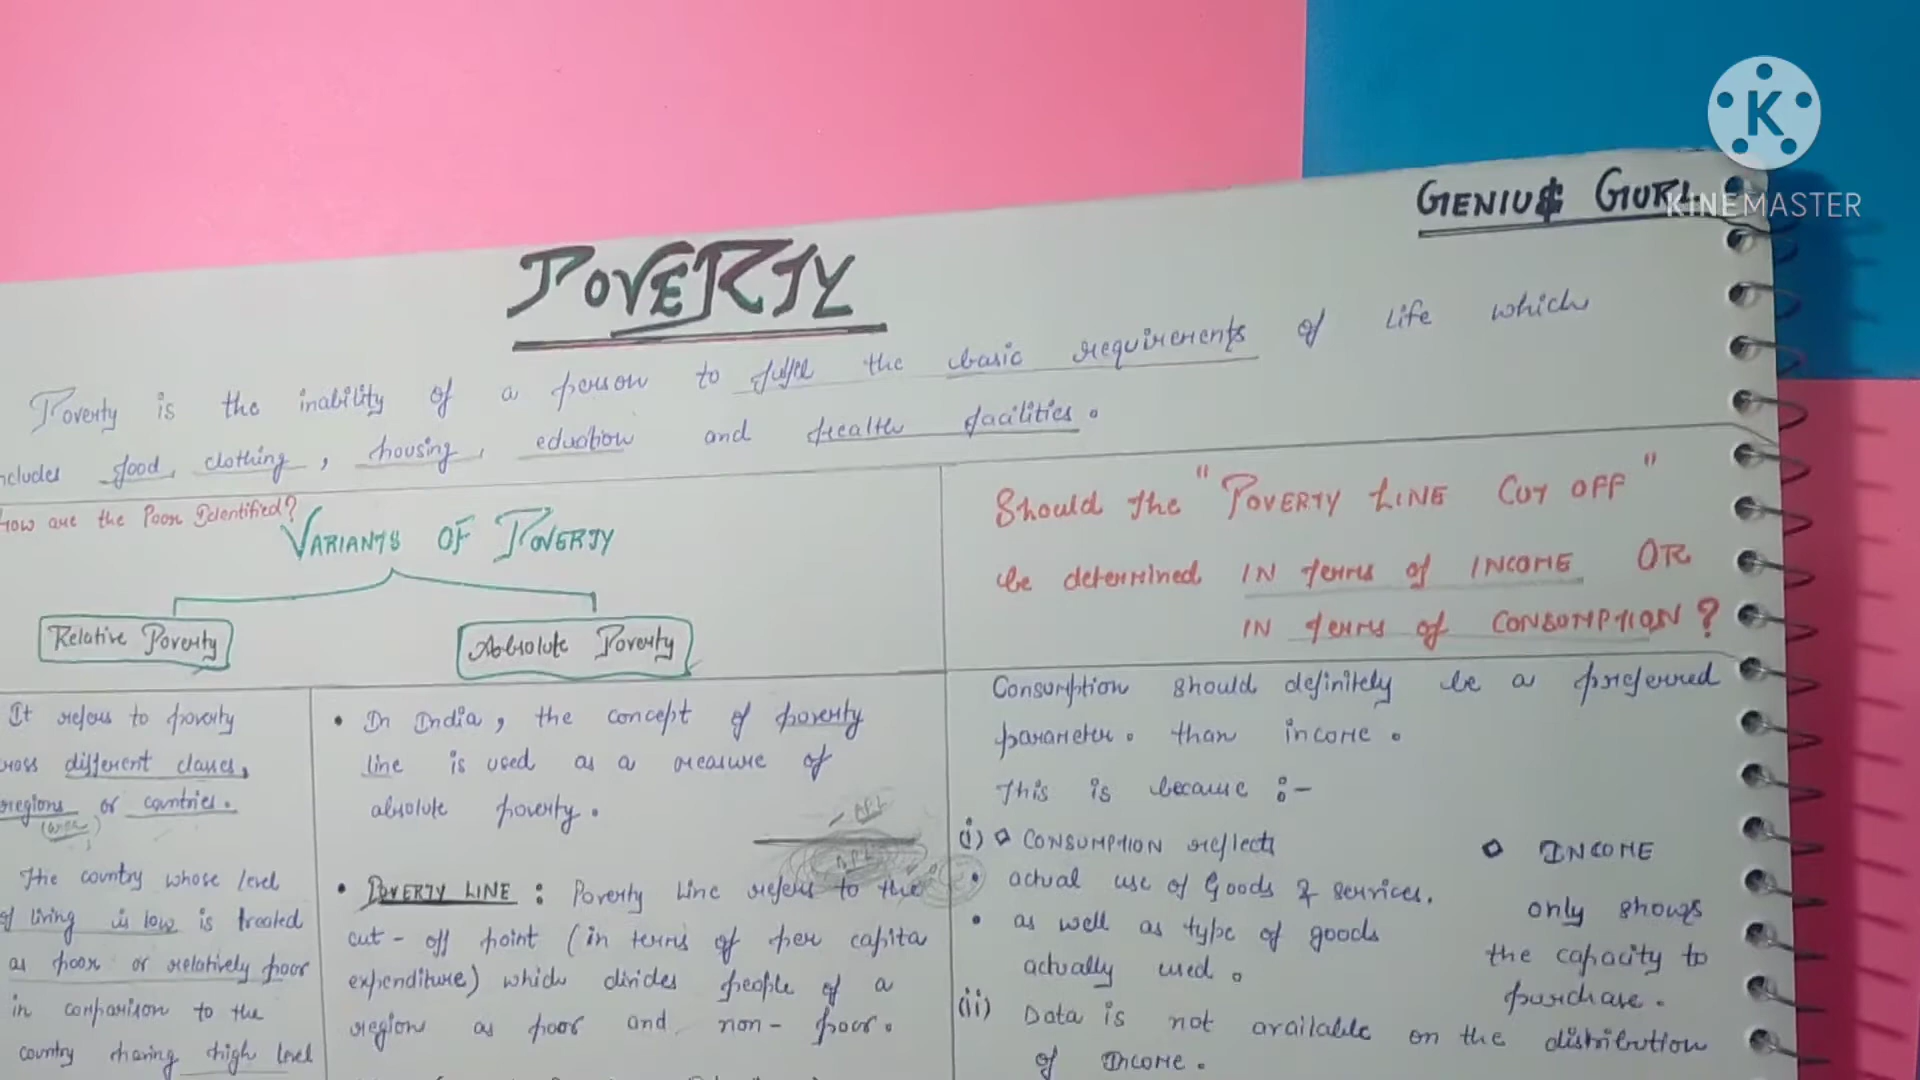 K
KINEMASTER
GENIU$ GURL
POVERTY
Poverty is the inability of a person to fulfil the basic requirements of life which
ncludes food, clothing, housing, eduation and health facilities.
How are the Poor Identified?
VARIANTS OF POVERTY
Relative Poverty
Absolute Poverty
It refers to poverty
ross different classes,
regions or countries.
(area)
The country whose level
of living is low is treated
as poor or relatively poor
in comparison to the
country having high level
• In India, the concept of poverty
line is used as a measure of
absolute poverty.
APL
BPL
• POVERTY LINE : Poverty Line refers to the
cut-off point (in terms of per capita
expenditure) which divides people of a
region as poor and non-poor.
Should the "POVERTY LINE CUT OFF"
be determined IN terms of INCOME OR
IN terms of CONSUMPTION?
Consumption should definitely be a preferred
parameter. than income.
This is because :-
(i) CONSUMPTION reflects
• actual use of Goods & services.
• as well as type of goods
actually used.
INCOME
only shows
the capacity to
purchase.
(ii) Data is not available on the distribution
of Income.